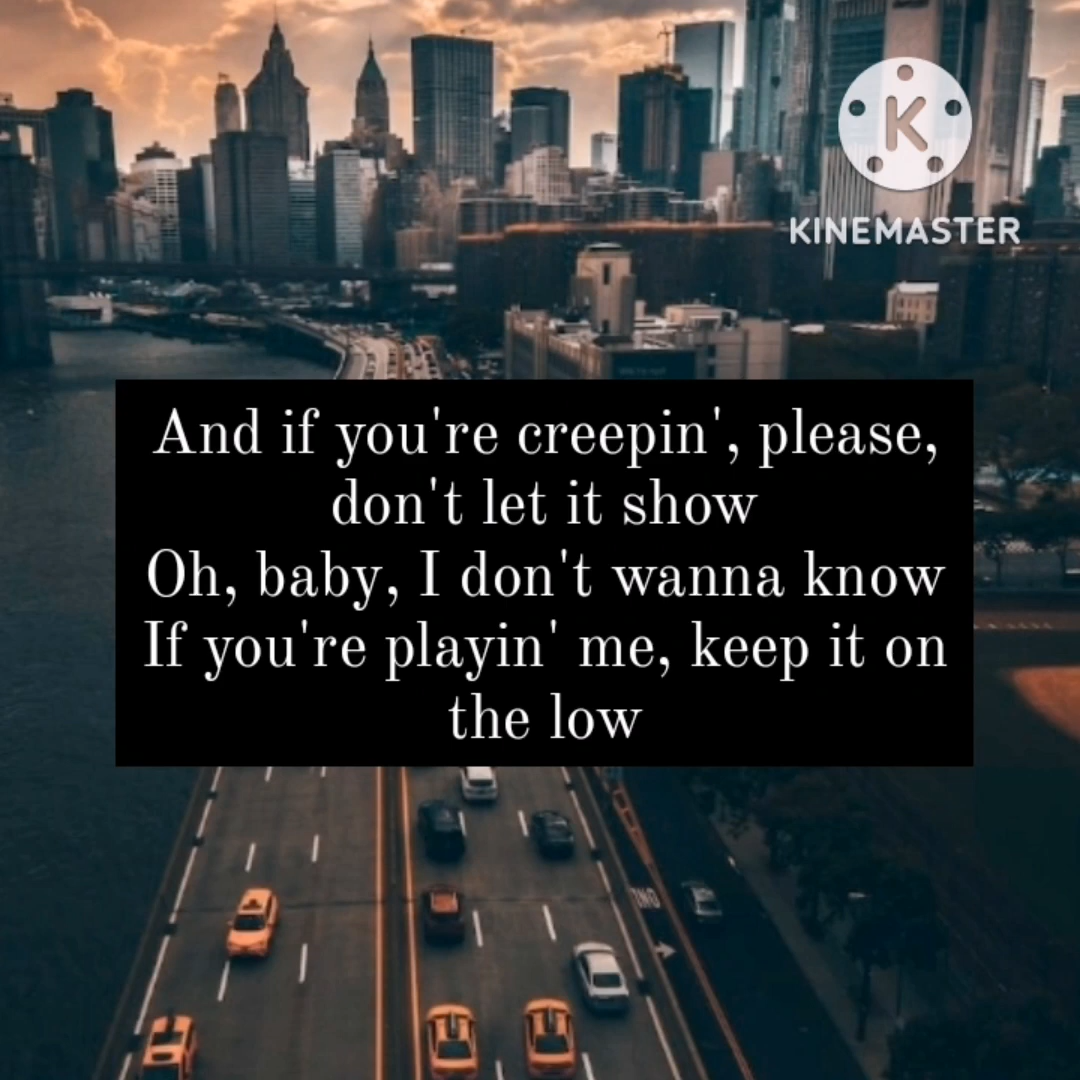 KINEMASTER
And if you're creepin', please,
don't let it show
Oh, baby, I don't wanna know
If you're playin' me, keep it on
the low